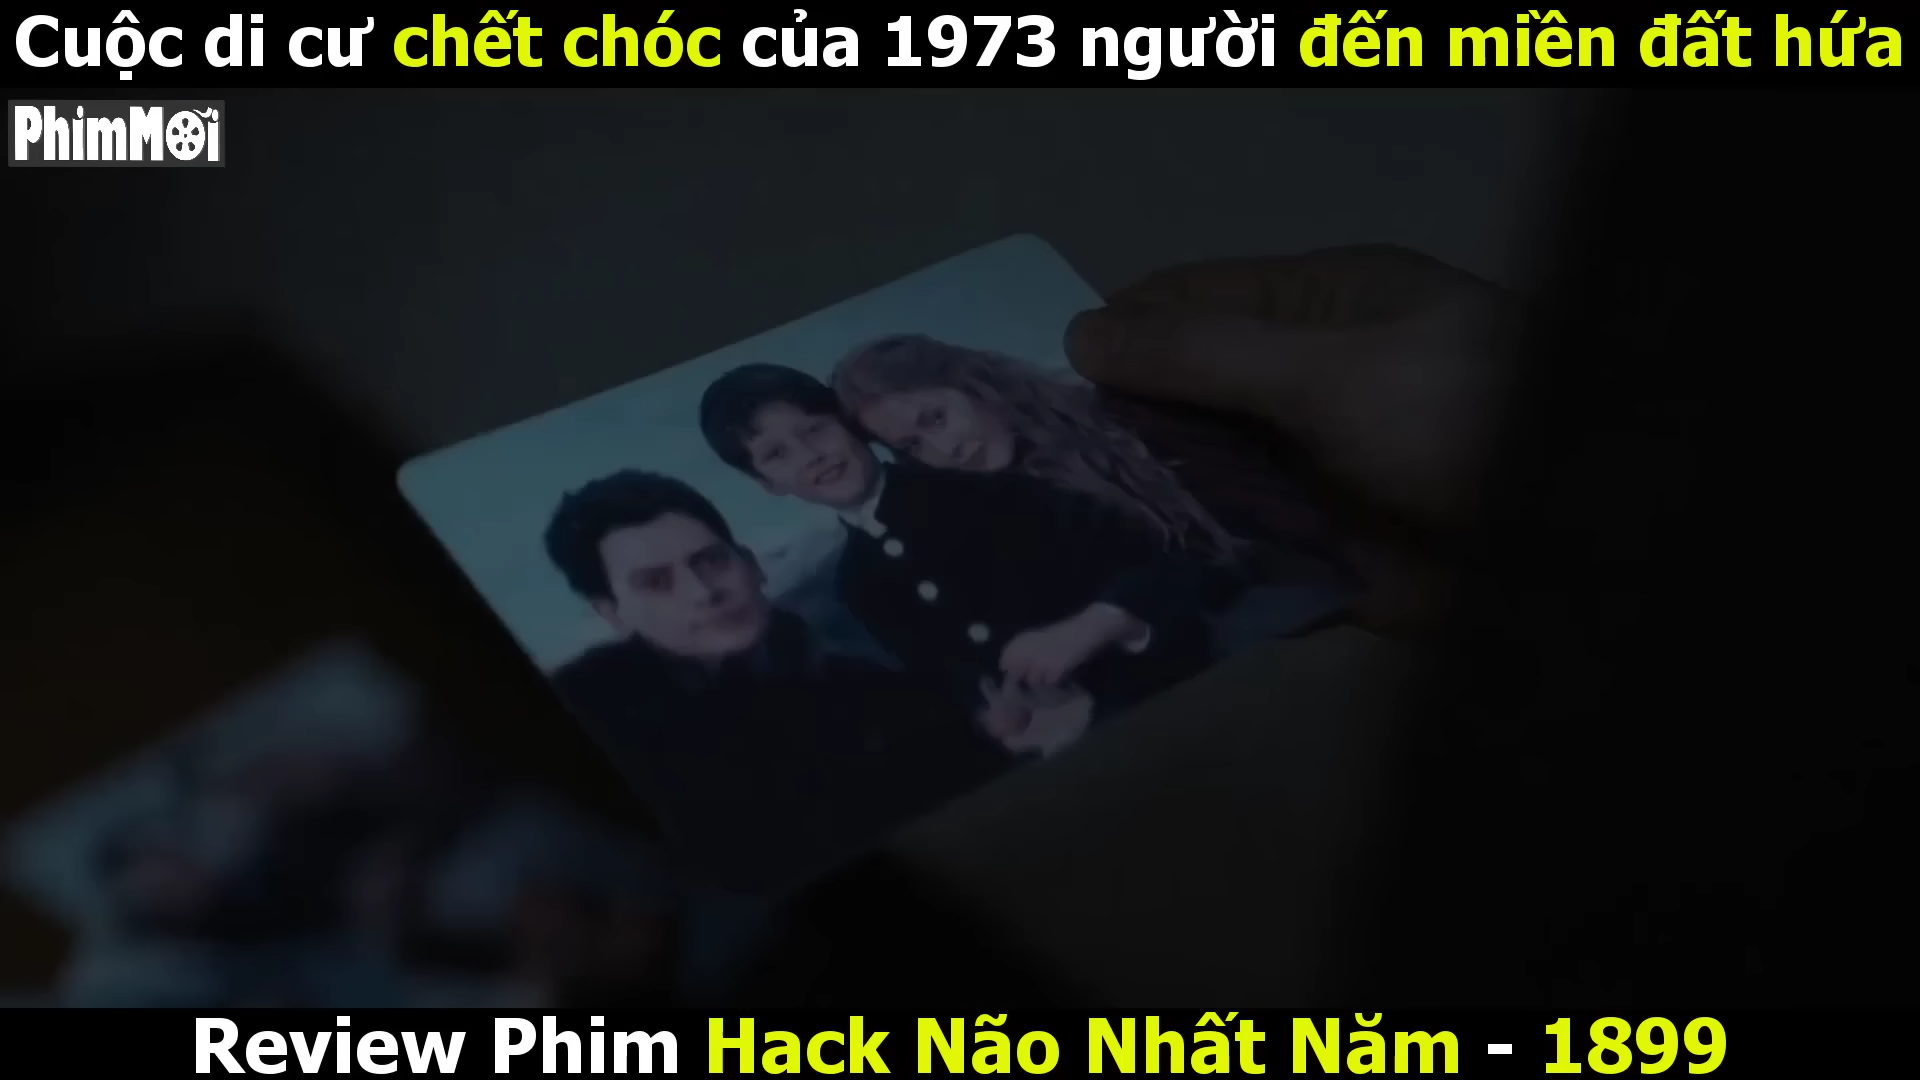 Cuộc di cư chết chóc của 1973 người đến miền đất hứa
PhimMới
Review Phim Hack Não Nhất Năm - 1899